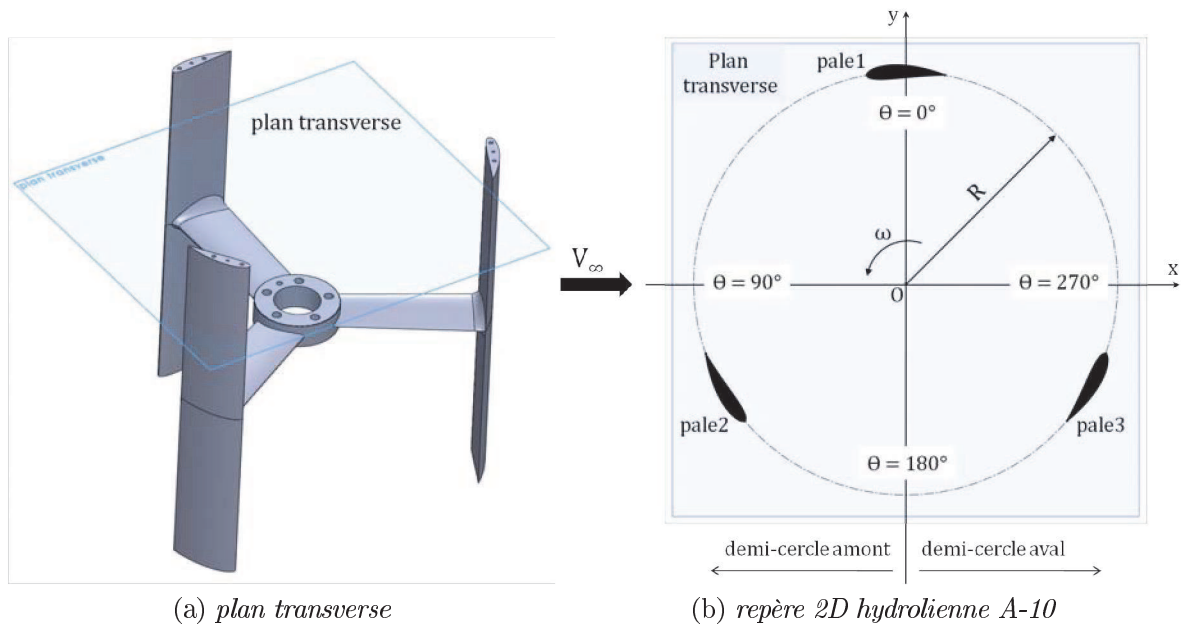 plan transverse
plan transverse
V∞
y
x
Plan
transverse
pale1
Θ = 0°
R
ω
Θ = 90°
O
Θ = 270°
pale2
pale3
Θ = 180°
demi-cercle amont
demi-cercle aval
(a) plan transverse
(b) repère 2D hydrolienne A-10